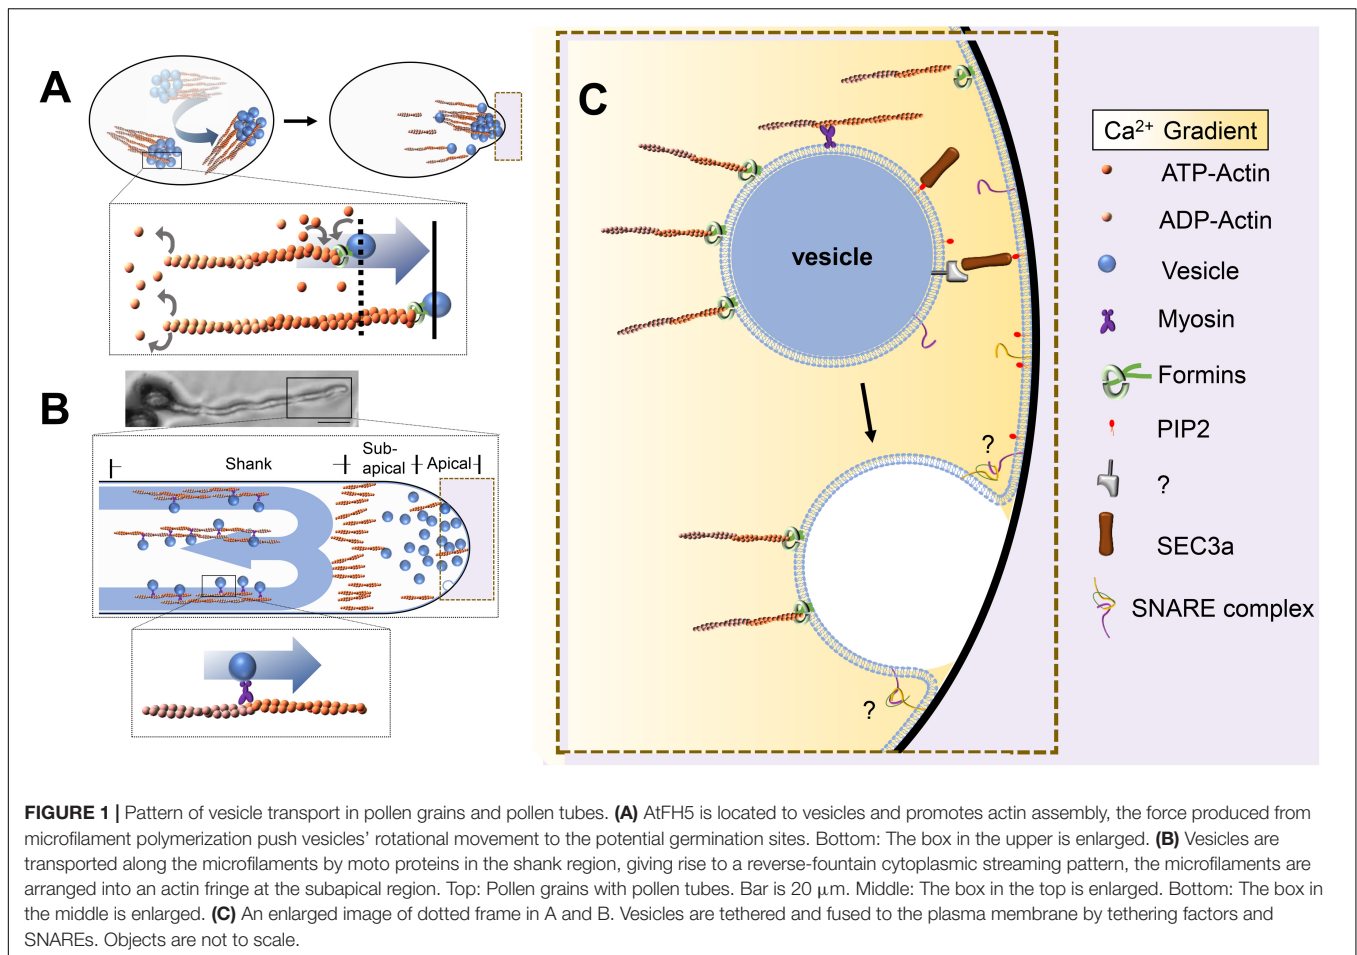 A
B
Shank
Sub-
apical
Apical
C
vesicle
?
?
Ca²⁺ Gradient
ATP-Actin
ADP-Actin
Vesicle
Myosin
Formins
PIP2
?
SEC3a
SNARE complex
FIGURE 1 | Pattern of vesicle transport in pollen grains and pollen tubes. (A) AtFH5 is located to vesicles and promotes actin assembly, the force produced from
microfilament polymerization push vesicles' rotational movement to the potential germination sites. Bottom: The box in the upper is enlarged. (B) Vesicles are
transported along the microfilaments by moto proteins in the shank region, giving rise to a reverse-fountain cytoplasmic streaming pattern, the microfilaments are
arranged into an actin fringe at the subapical region. Top: Pollen grains with pollen tubes. Bar is 20 μm. Middle: The box in the top is enlarged. Bottom: The box in
the middle is enlarged. (C) An enlarged image of dotted frame in A and B. Vesicles are tethered and fused to the plasma membrane by tethering factors and
SNAREs. Objects are not to scale.